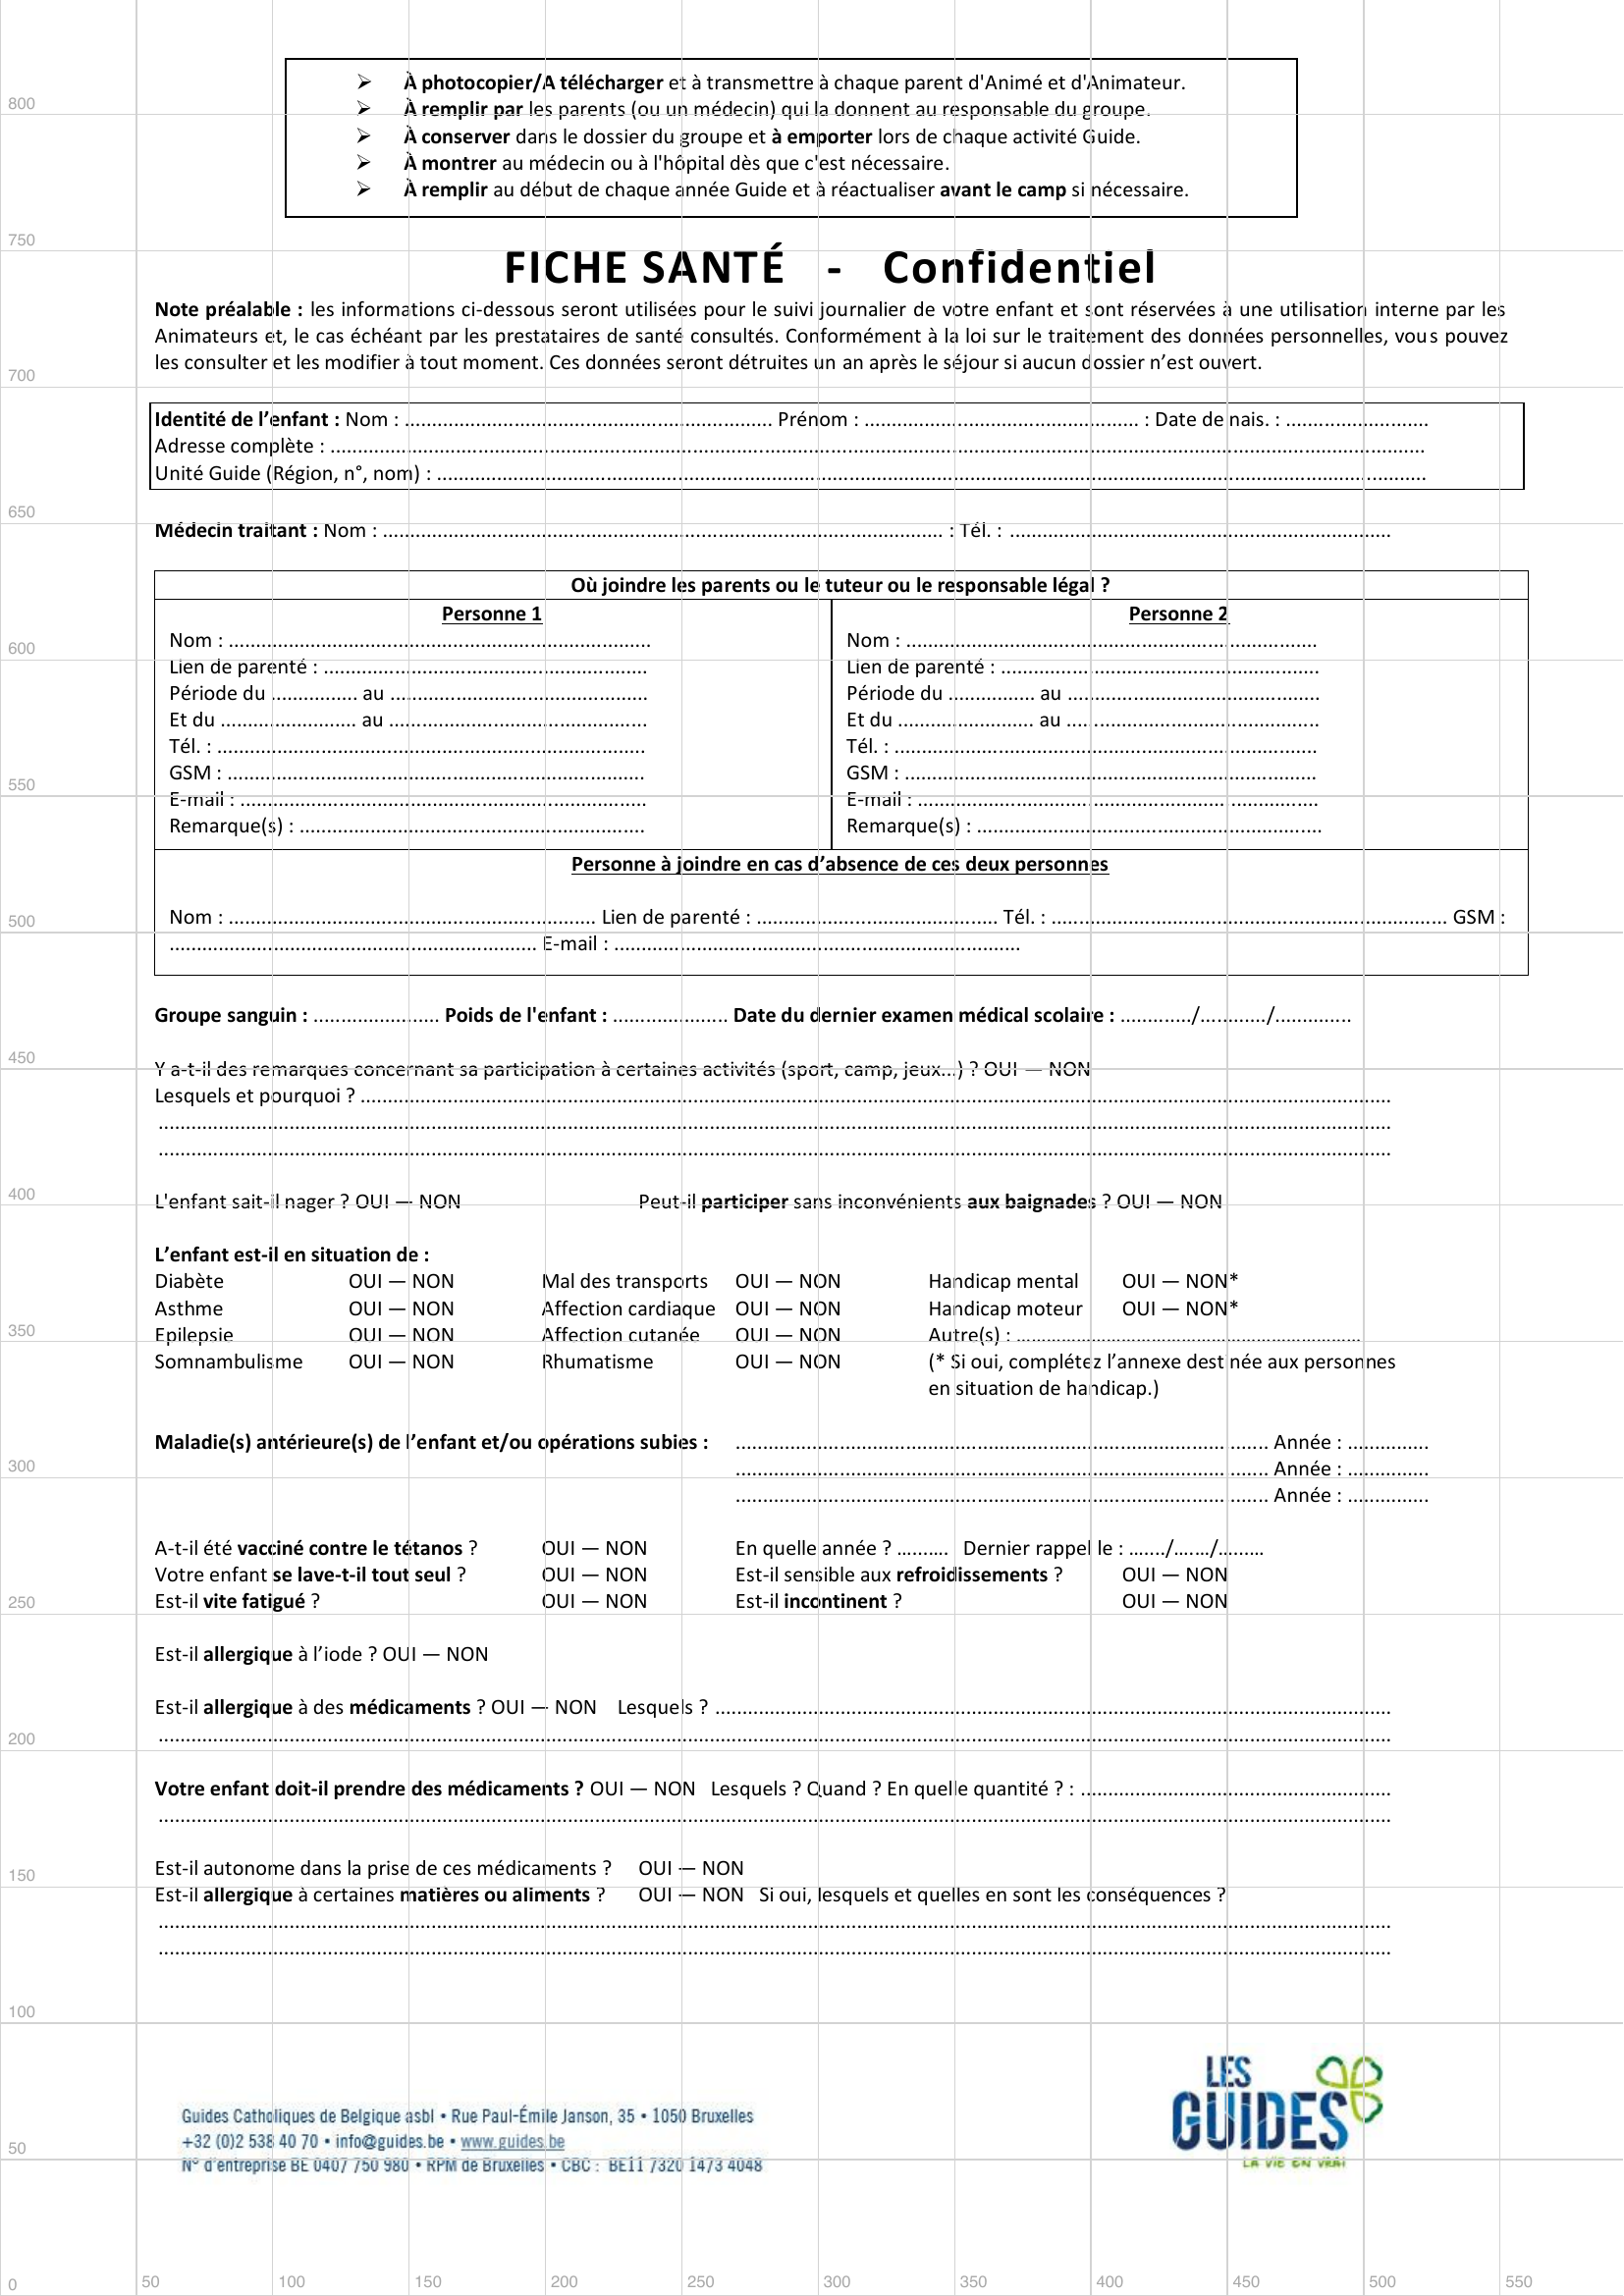 ➢ À photocopier/A télécharger et à transmettre à chaque parent d'Animé et d'Animateur.
➢ À remplir par les parents (ou un médecin) qui la donnent au responsable du groupe.
➢ À conserver dans le dossier du groupe et à emporter lors de chaque activité Guide.
➢ À montrer au médecin ou à l'hôpital dès que c'est nécessaire.
➢ À remplir au début de chaque année Guide et à réactualiser avant le camp si nécessaire.
FICHE SANTÉ - Confidentiel
Note préalable : les informations ci-dessous seront utilisées pour le suivi journalier de votre enfant et sont réservées à une utilisation interne par les
Animateurs et, le cas échéant par les prestataires de santé consultés. Conformément à la loi sur le traitement des données personnelles, vous pouvez
les consulter et les modifier à tout moment. Ces données seront détruites un an après le séjour si aucun dossier n’est ouvert.
Identité de l’enfant : Nom : .......... Prénom : .......... : Date de nais. : ..........
Adresse complète : ..........
Unité Guide (Région, n°, nom) : ..........
Médecin traitant : Nom : .......... : Tél. : ..........
Où joindre les parents ou le tuteur ou le responsable légal ?
Personne 1
Nom : ..........
Lien de parenté : ..........
Période du .......... au ..........
Et du .......... au ..........
Tél. : ..........
GSM : ..........
E-mail : ..........
Remarque(s) : ..........
Personne 2
Nom : ..........
Lien de parenté : ..........
Période du .......... au ..........
Et du .......... au ..........
Tél. : ..........
GSM : ..........
E-mail : ..........
Remarque(s) : ..........
Personne à joindre en cas d’absence de ces deux personnes
Nom : .......... Lien de parenté : .......... Tél. : .......... GSM :
.......... E-mail : ..........
Groupe sanguin : .......... Poids de l'enfant : .......... Date du dernier examen médical scolaire : ........../........../..........
Y a-t-il des remarques concernant sa participation à certaines activités (sport, camp, jeux...) ? OUI — NON
Lesquels et pourquoi ? ..........
..........
..........
L'enfant sait-il nager ? OUI — NON Peut-il participer sans inconvénients aux baignades ? OUI — NON
L’enfant est-il en situation de :
Diabète OUI — NON Mal des transports OUI — NON Handicap mental OUI — NON*
Asthme OUI — NON Affection cardiaque OUI — NON Handicap moteur OUI — NON*
Epilepsie OUI — NON Affection cutanée OUI — NON Autre(s) : ..........
Somnambulisme OUI — NON Rhumatisme OUI — NON (* Si oui, complétez l’annexe destinée aux personnes
en situation de handicap.)
Maladie(s) antérieure(s) de l’enfant et/ou opérations subies : .......... Année : ..........
.......... Année : ..........
.......... Année : ..........
A-t-il été vacciné contre le tétanos ? OUI — NON En quelle année ? .......... Dernier rappel le : ......./......./.........
Votre enfant se lave-t-il tout seul ? OUI — NON Est-il sensible aux refroidissements ? OUI — NON
Est-il vite fatigué ? OUI — NON Est-il incontinent ? OUI — NON
Est-il allergique à l’iode ? OUI — NON
Est-il allergique à des médicaments ? OUI — NON Lesquels ? ..........
..........
Votre enfant doit-il prendre des médicaments ? OUI — NON Lesquels ? Quand ? En quelle quantité ? : ..........
..........
Est-il autonome dans la prise de ces médicaments ? OUI — NON
Est-il allergique à certaines matières ou aliments ? OUI — NON Si oui, lesquels et quelles en sont les conséquences ?
..........
..........
Guides Catholiques de Belgique asbl • Rue Paul-Émile Janson, 35 • 1050 Bruxelles
+32 (0)2 538 40 70 • info@guides.be • www.guides.be
N° d'entreprise BE 0407 750 980 • RPM de Bruxelles • CBC : BE11 7320 1473 4048
LES
GUIDES
LA VIE EN VRAI
800
750
700
650
600
550
500
450
400
350
300
250
200
150
100
50
0
50 100 150 200 250 300 350 400 450 500 550